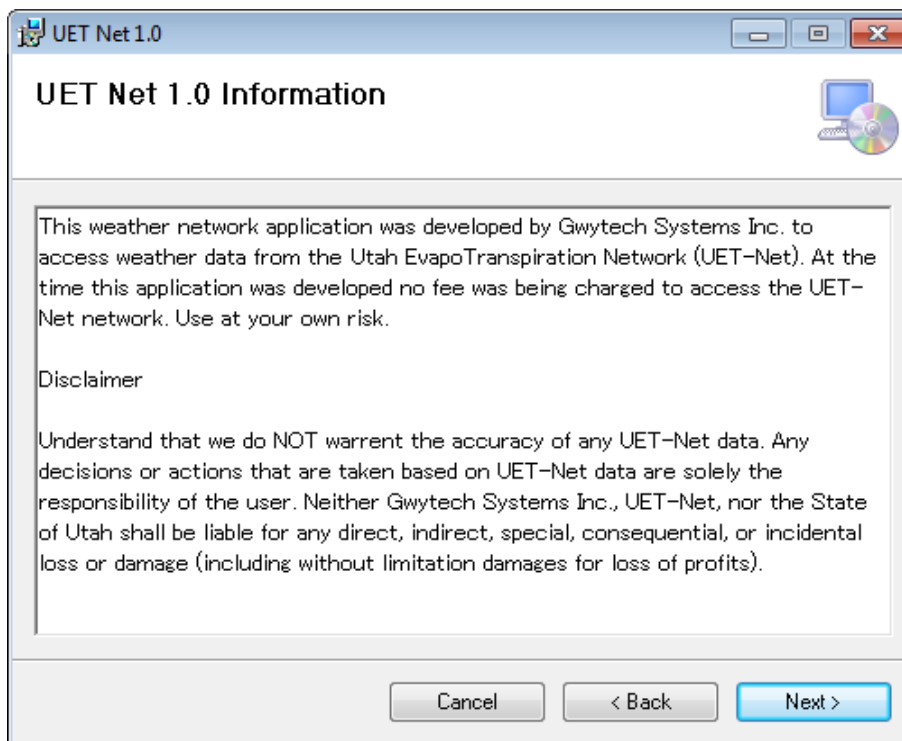 UET Net 1.0
UET Net 1.0 Information
This weather network application was developed by Gwytech Systems Inc. to
access weather data from the Utah EvapoTranspiration Network (UET-Net). At the
time this application was developed no fee was being charged to access the UET-
Net network. Use at your own risk.
Disclaimer
Understand that we do NOT warrent the accuracy of any UET-Net data. Any
decisions or actions that are taken based on UET-Net data are solely the
responsibility of the user. Neither Gwytech Systems Inc., UET-Net, nor the State
of Utah shall be liable for any direct, indirect, special, consequential, or incidental
loss or damage (including without limitation damages for loss of profits).
Cancel
< Back
Next >